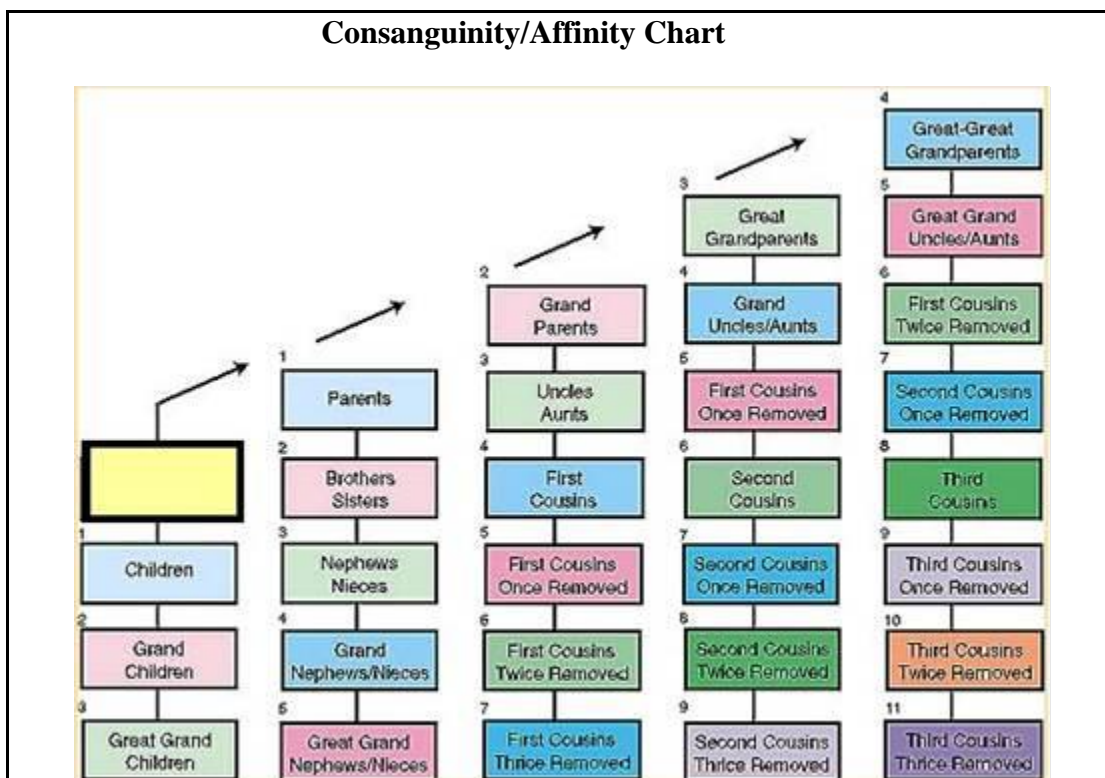 Consanguinity/Affinity Chart
1
Children
2
Grand
Children
3
Great Grand
Children
1
Parents
2
Brothers
Sisters
3
Nephews
Nieces
4
Grand
Nephews/Nieces
5
Great Grand
Nephews/Nieces
2
Grand
Parents
3
Uncles
Aunts
4
First
Cousins
5
First Cousins
Once Removed
6
First Cousins
Twice Removed
7
First Cousins
Thrice Removed
3
Great
Grandparents
4
Grand
Uncles/Aunts
5
First Cousins
Once Removed
6
Second
Cousins
7
Second Cousins
Once Removed
8
Second Cousins
Twice Removed
9
Second Cousins
Thrice Removed
4
Great-Great
Grandparents
5
Great Grand
Uncles/Aunts
6
First Cousins
Twice Removed
7
Second Cousins
Once Removed
8
Third
Cousins
9
Third Cousins
Once Removed
10
Third Cousins
Twice Removed
11
Third Cousins
Thrice Removed